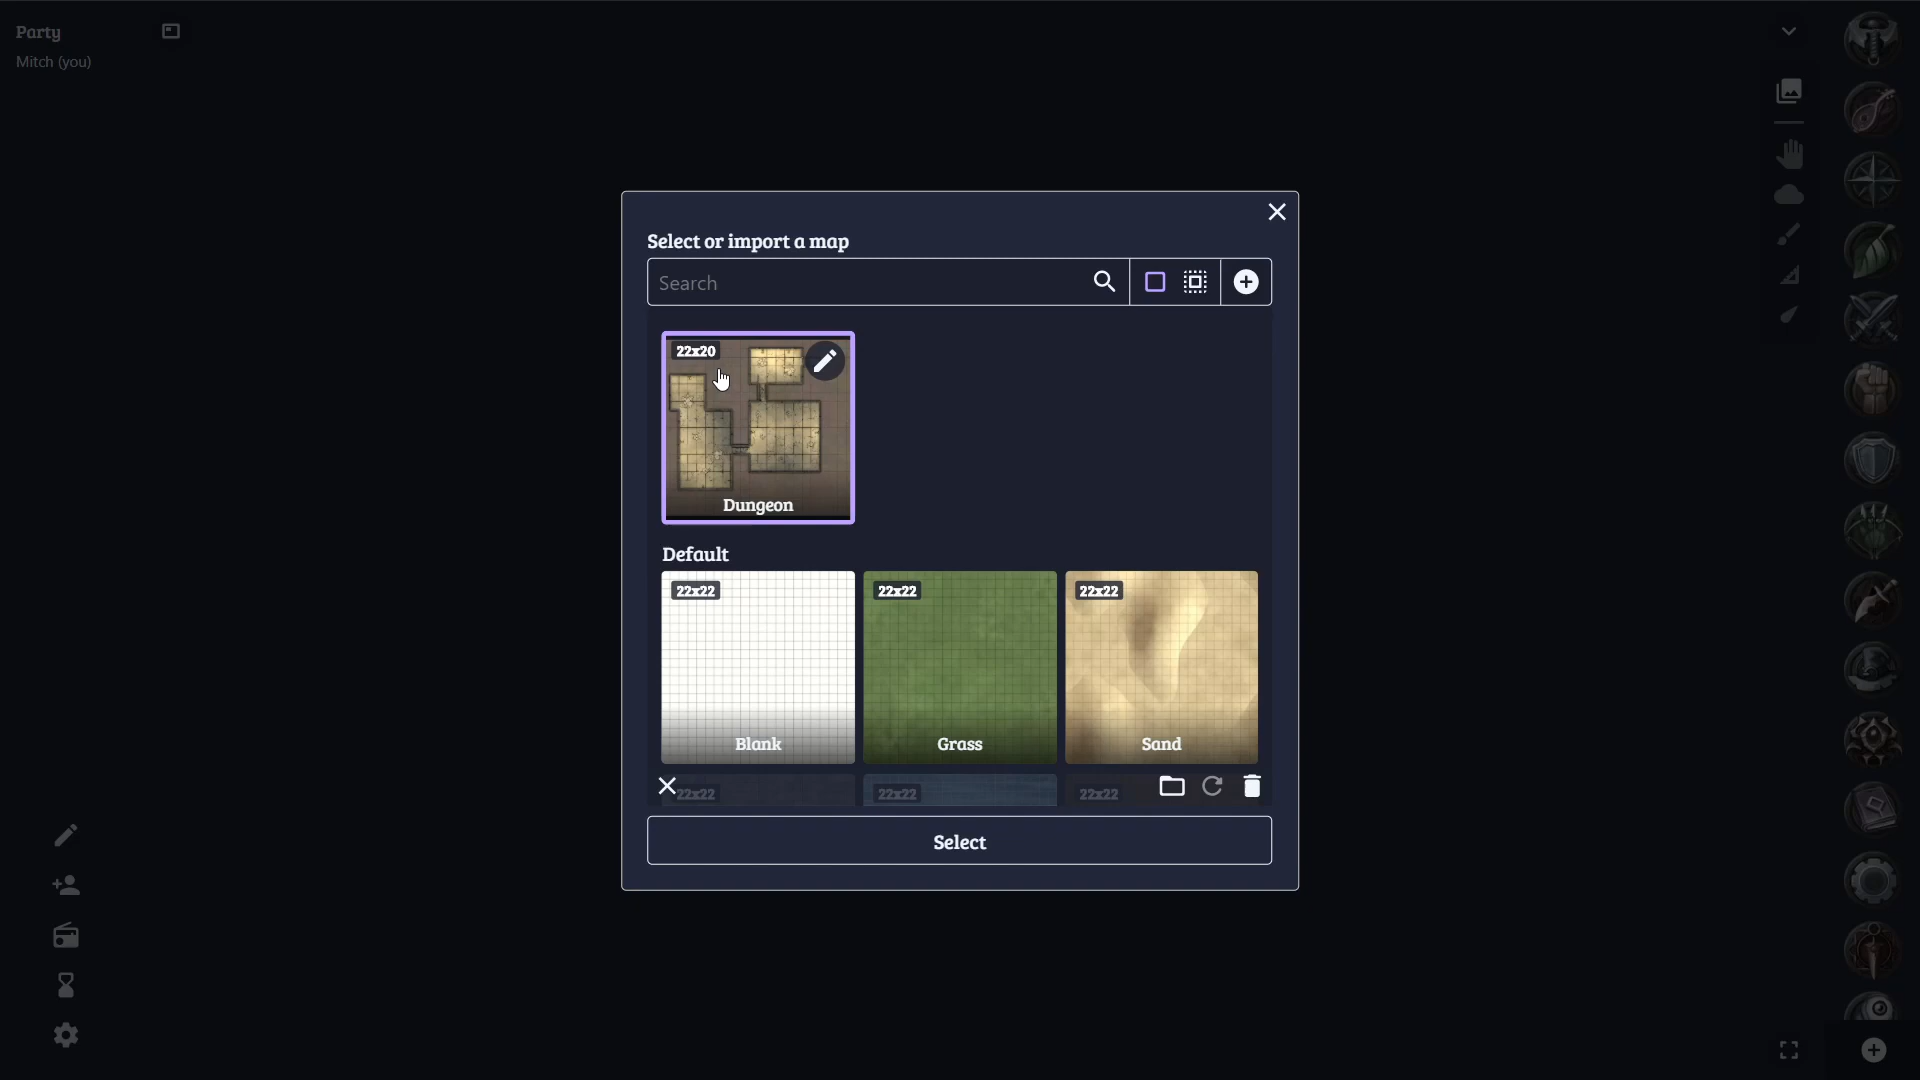 Party
Mitch (you)
Select or import a map
Search
22x20
Dungeon
Default
22x22
22x22
22x22
Blank
Grass
Sand
22x22
22x22
22x22
Select